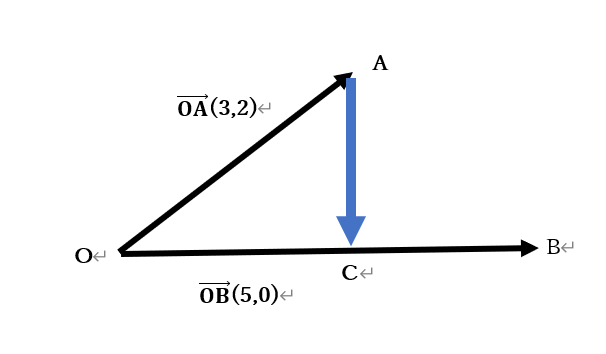 A
OA(3,2)↵
O↵
B↵
C↵
OB(5,0)↵